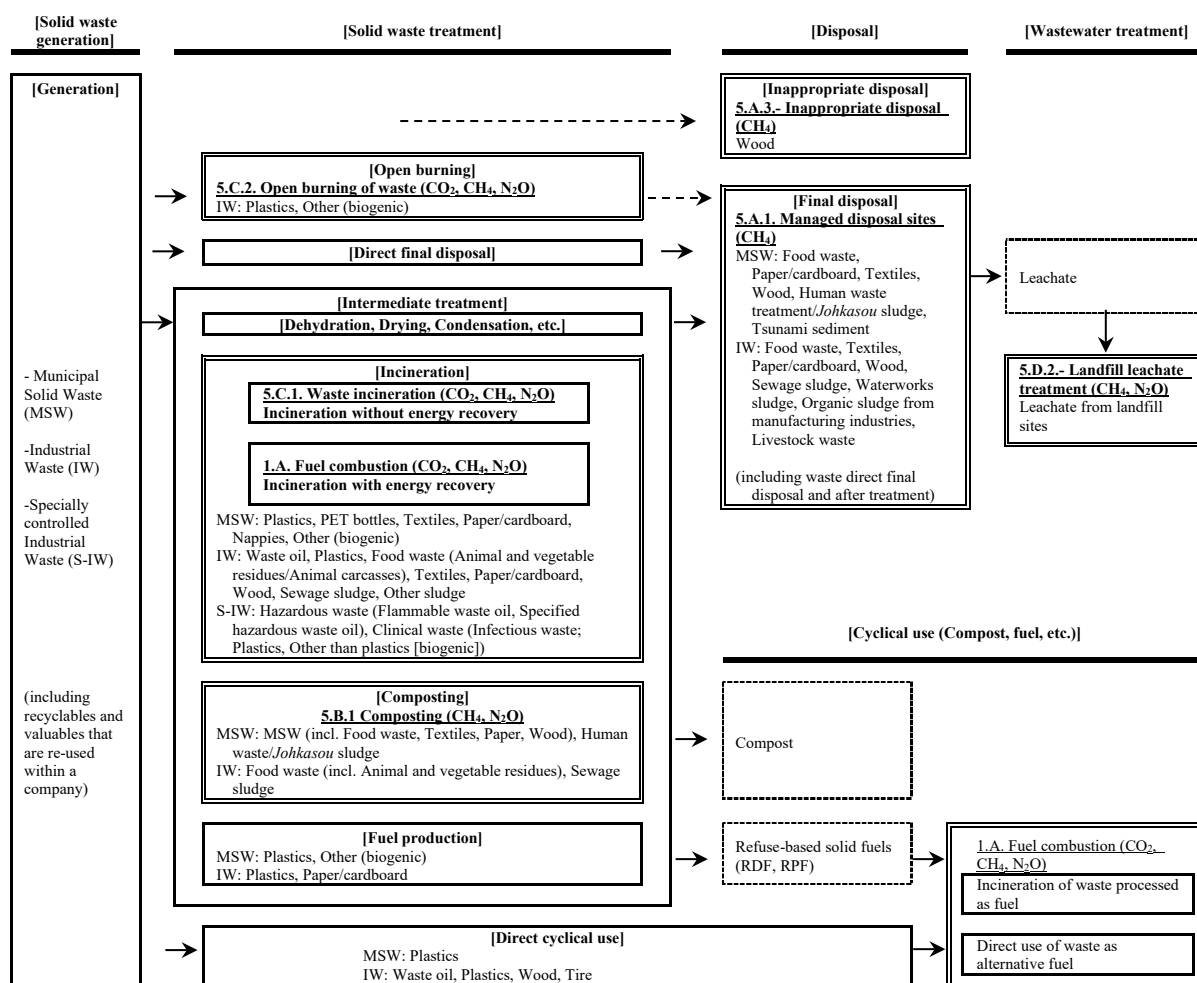 [Solid waste
generation]
[Solid waste treatment]
[Disposal]
[Wastewater treatment]
[Generation]
- Municipal
Solid Waste
(MSW)
-Industrial
Waste (IW)
-Specially
controlled
Industrial
Waste (S-IW)
(including
recyclables and
valuables that
are re-used
within a
company)
[Open burning]
5.C.2. Open burning of waste (CO₂, CH₄, N₂O)
IW: Plastics, Other (biogenic)
[Direct final disposal]
[Intermediate treatment]
[Dehydration, Drying, Condensation, etc.]
[Incineration]
5.C.1. Waste incineration (CO₂, CH₄, N₂O)
Incineration without energy recovery
1.A. Fuel combustion (CO₂, CH₄, N₂O)
Incineration with energy recovery
MSW: Plastics, PET bottles, Textiles, Paper/cardboard,
Nappies, Other (biogenic)
IW: Waste oil, Plastics, Food waste (Animal and vegetable
residues/Animal carcasses), Textiles, Paper/cardboard,
Wood, Sewage sludge, Other sludge
S-IW: Hazardous waste (Flammable waste oil, Specified
hazardous waste oil), Clinical waste (Infectious waste;
Plastics, Other than plastics [biogenic])
[Composting]
5.B.1 Composting (CH₄, N₂O)
MSW: MSW (incl. Food waste, Textiles, Paper, Wood), Human
waste/Johkasou sludge
IW: Food waste (incl. Animal and vegetable residues), Sewage
sludge
[Fuel production]
MSW: Plastics, Other (biogenic)
IW: Plastics, Paper/cardboard
[Direct cyclical use]
MSW: Plastics
IW: Waste oil, Plastics, Wood, Tire
[Inappropriate disposal]
5.A.3.- Inappropriate disposal
(CH₄)
Wood
[Final disposal]
5.A.1. Managed disposal sites
(CH₄)
MSW: Food waste,
Paper/cardboard, Textiles,
Wood, Human waste
treatment/Johkasou sludge,
Tsunami sediment
IW: Food waste, Textiles,
Paper/cardboard, Wood,
Sewage sludge, Waterworks
sludge, Organic sludge from
manufacturing industries,
Livestock waste
(including waste direct final
disposal and after treatment)
Leachate
5.D.2.- Landfill leachate
treatment (CH₄, N₂O)
Leachate from landfill
sites
[Cyclical use (Compost, fuel, etc.)]
Compost
Refuse-based solid fuels
(RDF, RPF)
1.A. Fuel combustion (CO₂,
CH₄, N₂O)
Incineration of waste processed
as fuel
Direct use of waste as
alternative fuel